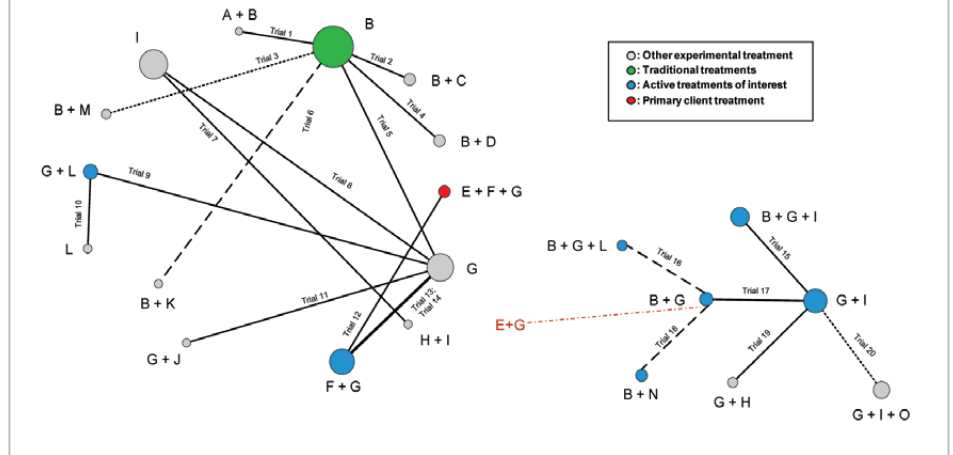 A + B
B
I
Trial 1
Trial 3
Trial 2
B + C
B + M
Trial 7
Trial 6
Trial 5
Trial 4
B + D
G + L
Trial 9
Trial 8
Trial 10
E + F + G
L
G
B + K
Trial 11
Trial 13;
Trial 14
Trial 12
G + J
H + I
F + G
○: Other experimental treatment
●: Traditional treatments
●: Active treatments of interest
●: Primary client treatment
B + G + I
B + G + L
Trial 15
Trial 16
B + G
Trial 17
G + I
E+G
Trial 18
Trial 19
Trial 20
B + N
G + H
G + I + O